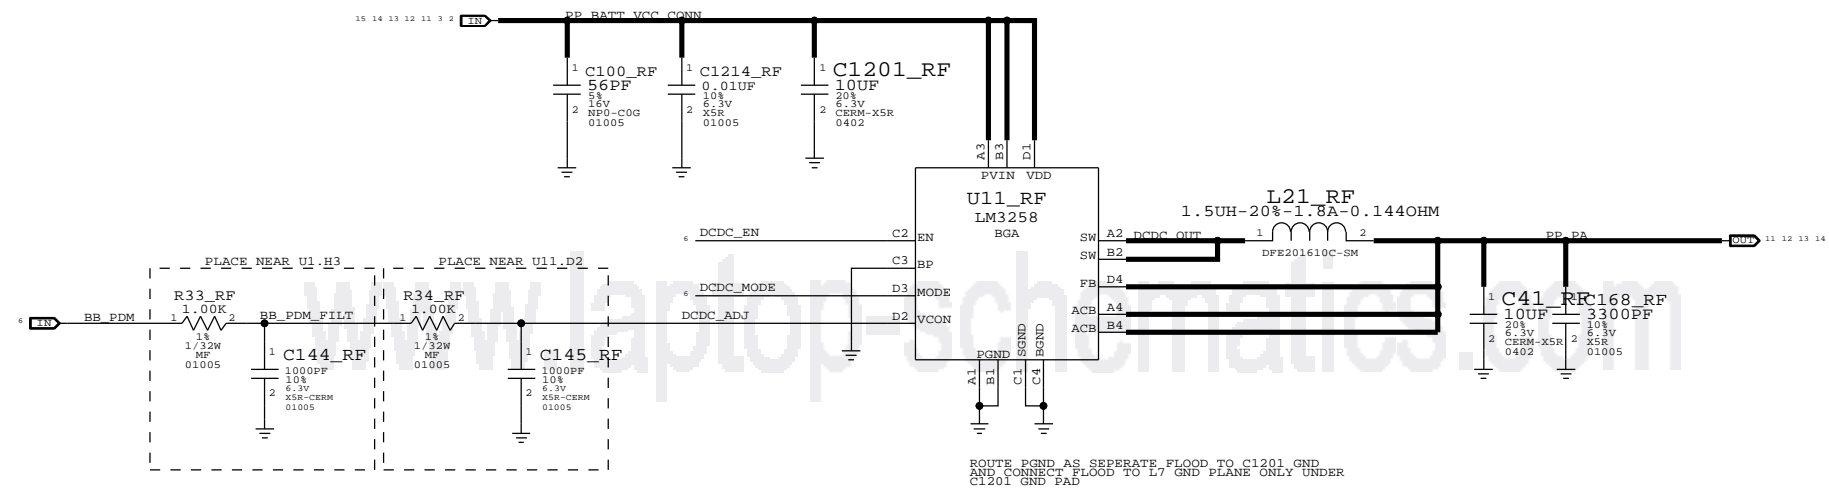 15 14 13 12 11 3 2 IN PP_BATT_VCC_CONN
1 C100_RF
56PF
5%
16V
2 NP0-C0G
01005
1 C1214_RF
0.01UF
10%
6.3V
2 X5R
01005
1 C1201_RF
10UF
20%
6.3V
2 CERM-X5R
0402
A3 B3 D1
PVIN VDD
U11_RF
LM3258
BGA
6 DCDC_EN C2 EN
C3 BP
6 DCDC_MODE D3 MODE
DCDC_ADJ D2 VCON
SW A2 DCDC_OUT
SW B2
FB D4
ACB A4
ACB B4
PGND SGND BGND
A1 B1 C1 C4
L21_RF
1.5UH-20%-1.8A-0.144OHM
1 2
DFE201610C-SM
PP_PA OUT 11 12 13 14
1 C41_RF
10UF
20%
6.3V
2 CERM-X5R
0402
1 C168_RF
3300PF
10%
6.3V
2 X5R
01005
PLACE NEAR U1.H3
6 IN BB_PDM
R33_RF
1.00K
1 2
1%
1/32W
MF
01005
BB_PDM_FILT
1 C144_RF
1000PF
10%
6.3V
2 X5R-CERM
01005
PLACE NEAR U11.D2
R34_RF
1.00K
1 2
1%
1/32W
MF
01005
1 C145_RF
1000PF
10%
6.3V
2 X5R-CERM
01005
ROUTE PGND AS SEPERATE FLOOD TO C1201 GND
AND CONNECT FLOOD TO L7 GND PLANE ONLY UNDER
C1201 GND PAD
www.laptop-schematics.com